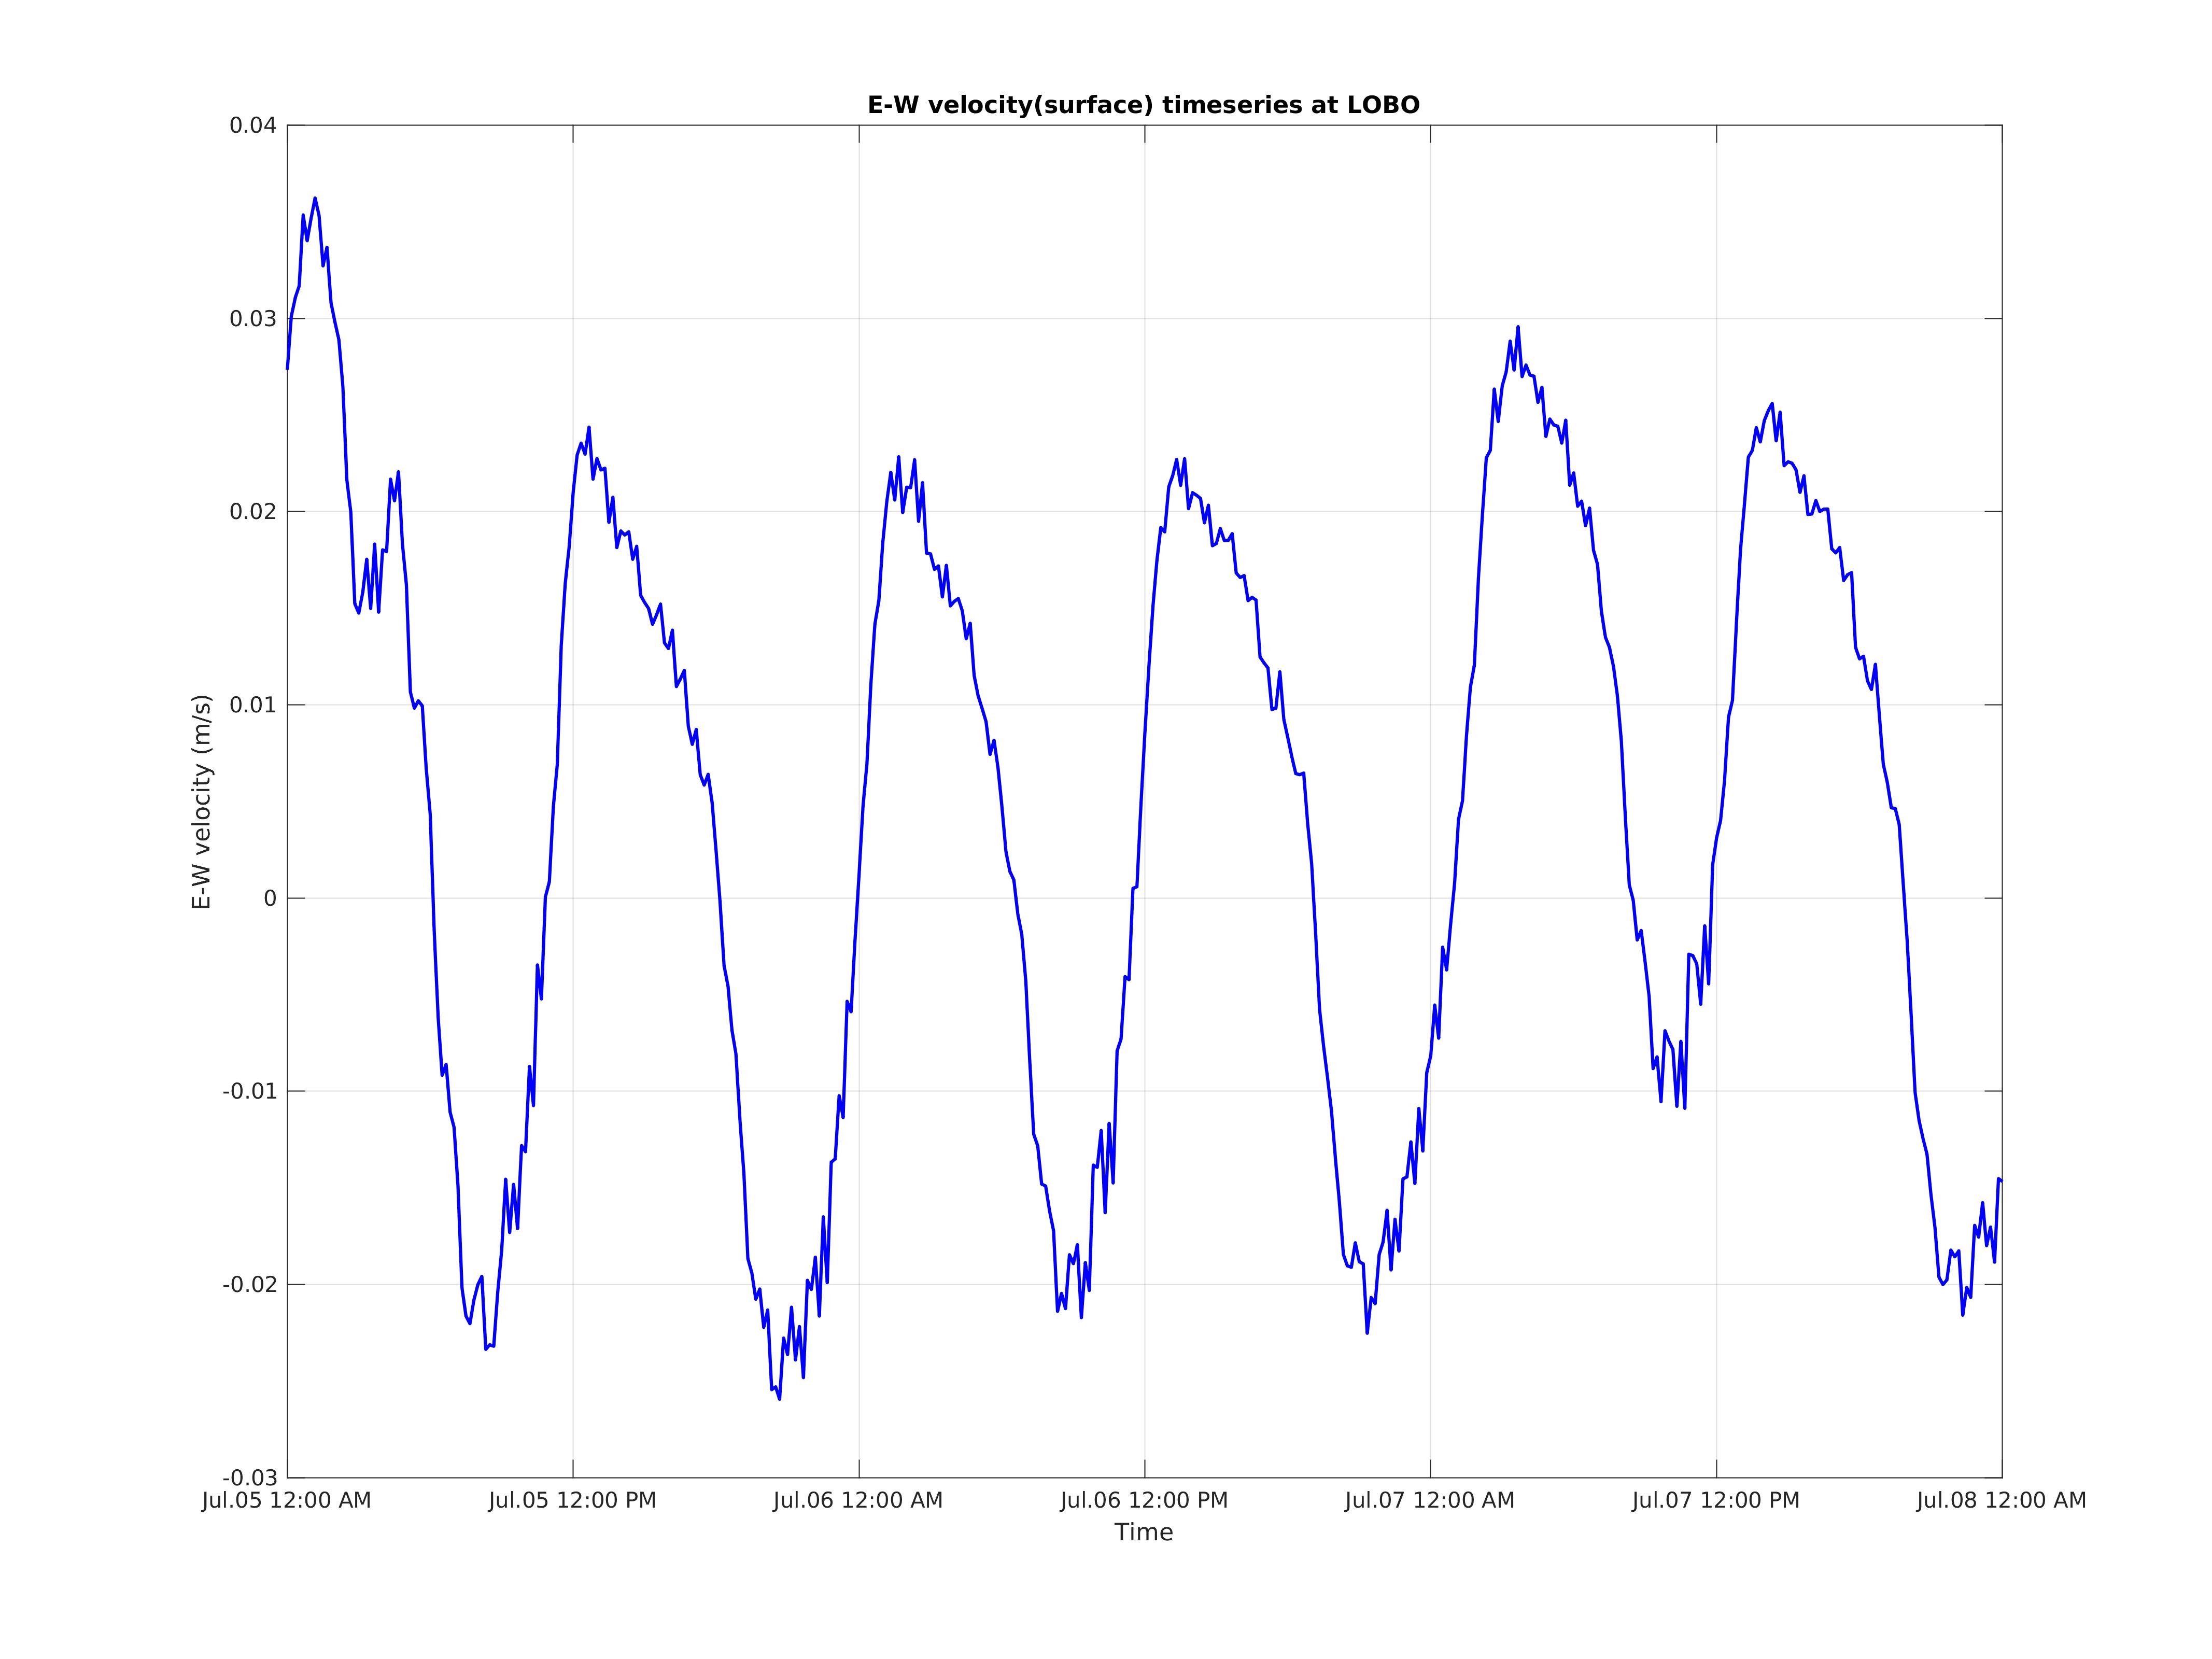 E-W velocity(surface) timeseries at LOBO
0.04
0.03
0.02
0.01
0
-0.01
-0.02
-0.03
E-W velocity (m/s)
Jul.05 12:00 AM Jul.05 12:00 PM Jul.06 12:00 AM Jul.06 12:00 PM Jul.07 12:00 AM Jul.07 12:00 PM Jul.08 12:00 AM
Time